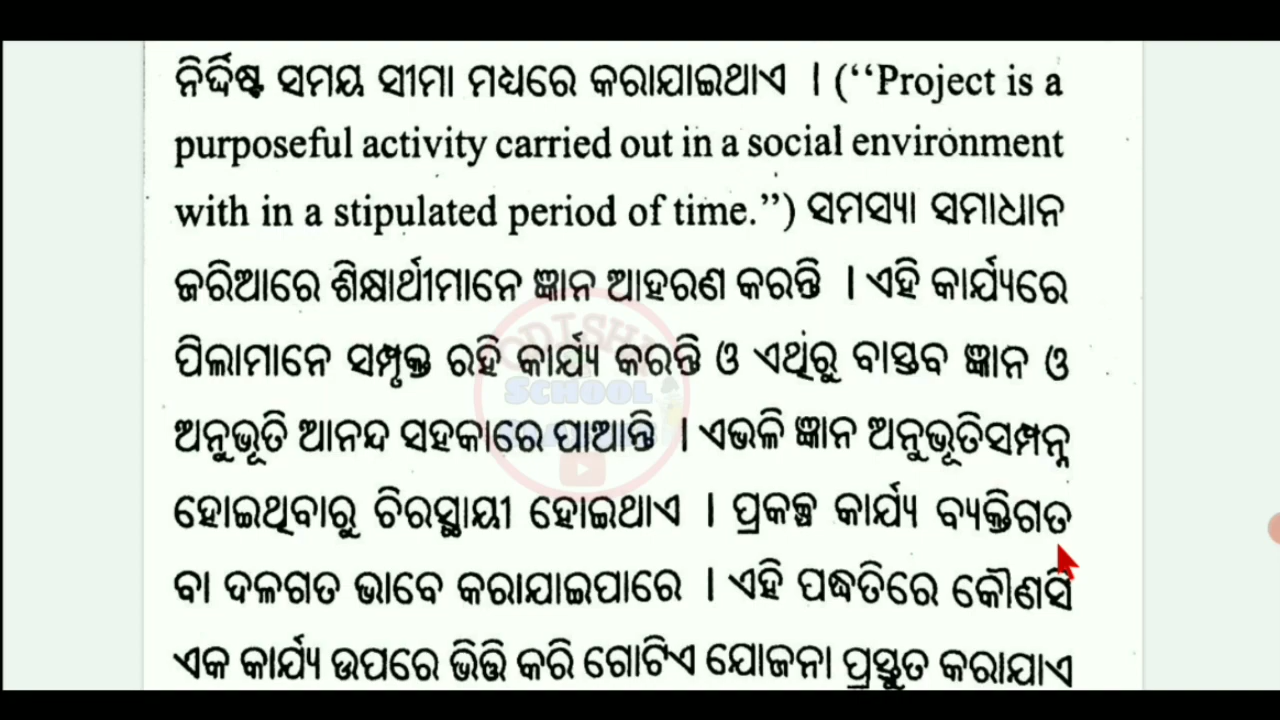 ନିର୍ଦ୍ଦିଷ୍ଟ ସମୟ ସୀମା ମଧ୍ୟରେ କରାଯାଇଥାଏ । (‘‘Project is a
purposeful activity carried out in a social environment
with in a stipulated period of time.’’) ସମସ୍ୟା ସମାଧାନ
ଜରିଆରେ ଶିକ୍ଷାର୍ଥୀମାନେ ଜ୍ଞାନ ଆହରଣ କରନ୍ତି । ଏହି କାର୍ଯ୍ୟରେ
ପିଲାମାନେ ସମ୍ପୃକ୍ତ ରହି କାର୍ଯ୍ୟ କରନ୍ତି ଓ ଏଥିରୁ ବାସ୍ତବ ଜ୍ଞାନ ଓ
ଅନୁଭୂତି ଆନନ୍ଦ ସହକାରେ ପାଆନ୍ତି । ଏଭଳି ଜ୍ଞାନ ଅନୁଭୂତିସମ୍ପନ୍ନ
ହୋଇଥିବାରୁ ଚିରସ୍ଥାୟୀ ହୋଇଥାଏ । ପ୍ରକଳ୍ପ କାର୍ଯ୍ୟ ବ୍ୟକ୍ତିଗତ
ବା ଦଳଗତ ଭାବେ କରାଯାଇପାରେ । ଏହି ପଦ୍ଧତିରେ କୌଣସି
ଏକ କାର୍ଯ୍ୟ ଉପରେ ଭିତ୍ତି କରି ଗୋଟିଏ ଯୋଜନା ପ୍ରସ୍ତୁତ କରାଯାଏ
SCHOOL